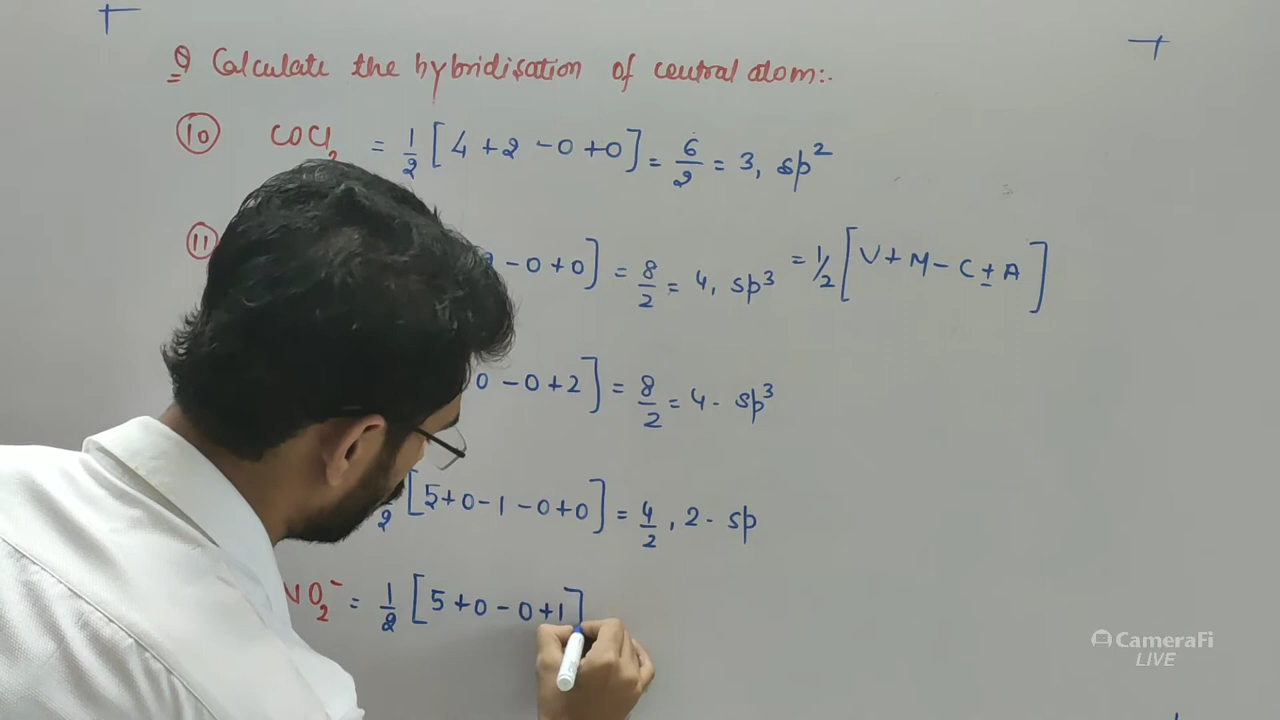 Q Calculate the hybridisation of central atom:.
10 COCl2 = 1/2 [4 + 2 - 0 + 0] = 6/2 = 3, sp²
11 - 0 + 0] = 8/2 = 4, sp³ = 1/2 [V + M - C ± A]
0 - 0 + 2] = 8/2 = 4 - sp³
2 [5 + 0 - 1 - 0 + 0] = 4/2, 2 - sp
NO2⁻ = 1/2 [5 + 0 - 0 + 1]
CameraFi
LIVE